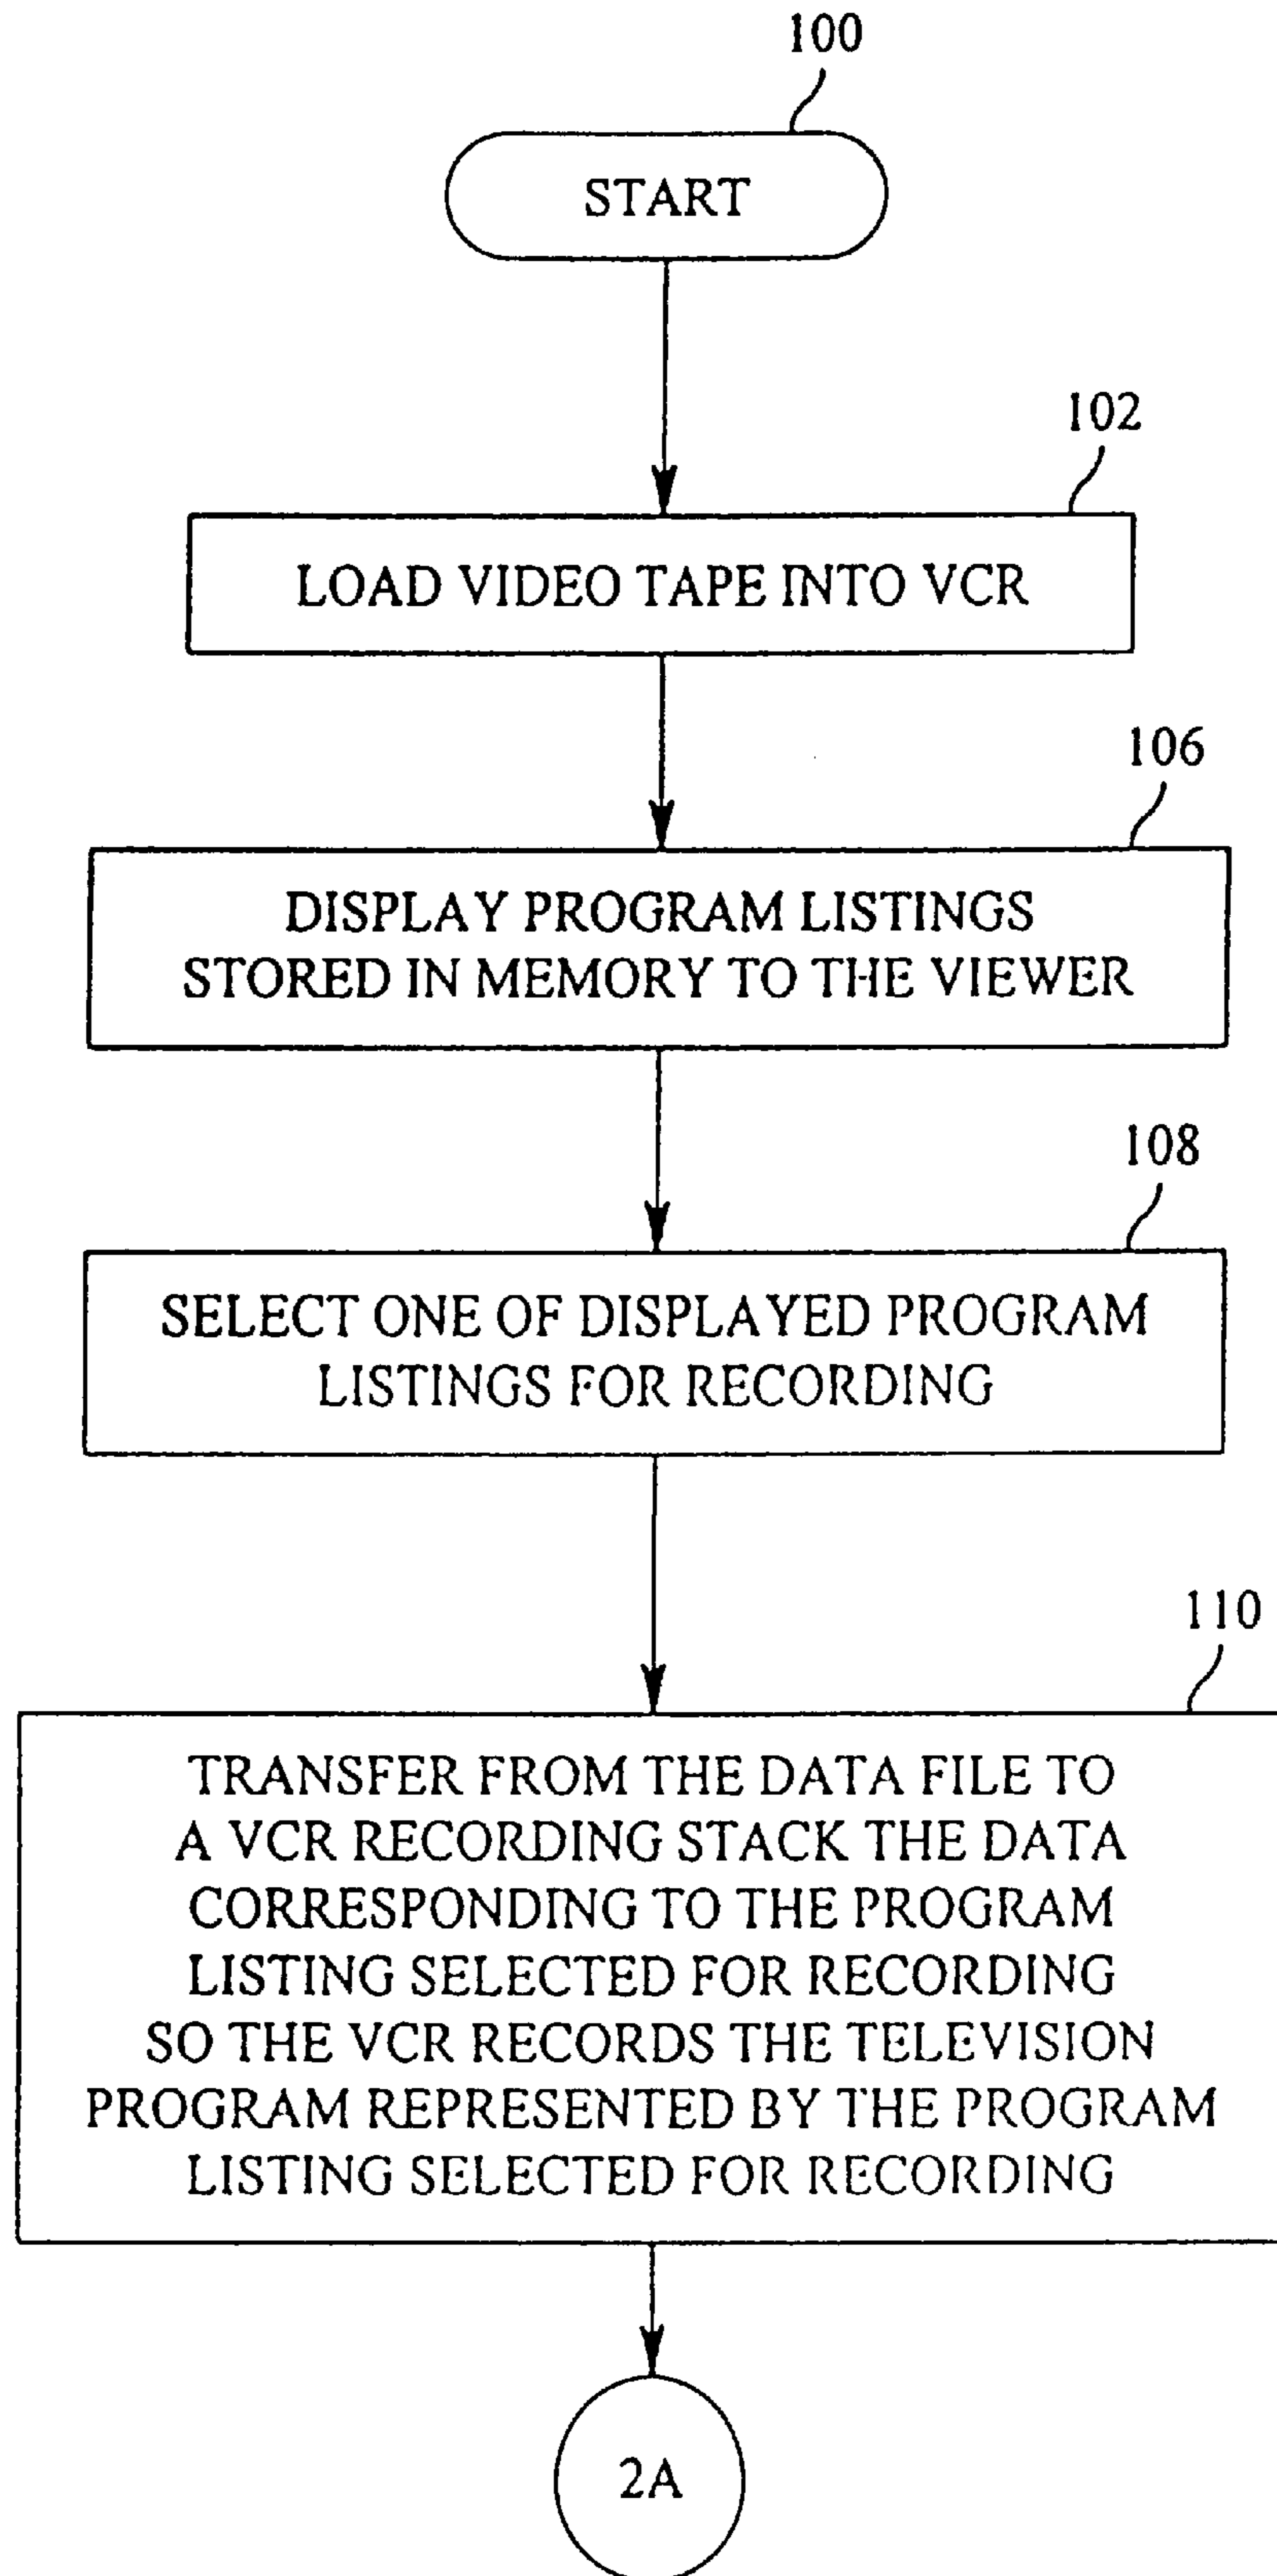 100
START
102
LOAD VIDEO TAPE INTO VCR
106
DISPLAY PROGRAM LISTINGS
STORED IN MEMORY TO THE VIEWER
108
SELECT ONE OF DISPLAYED PROGRAM
LISTINGS FOR RECORDING
110
TRANSFER FROM THE DATA FILE TO
A VCR RECORDING STACK THE DATA
CORRESPONDING TO THE PROGRAM
LISTING SELECTED FOR RECORDING
SO THE VCR RECORDS THE TELEVISION
PROGRAM REPRESENTED BY THE PROGRAM
LISTING SELECTED FOR RECORDING
2A